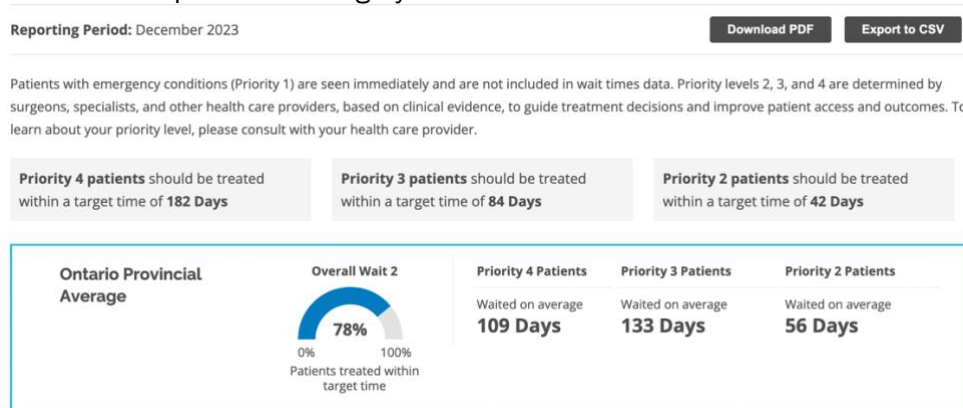 Reporting Period: December 2023
Download PDF
Export to CSV
Patients with emergency conditions (Priority 1) are seen immediately and are not included in wait times data. Priority levels 2, 3, and 4 are determined by
surgeons, specialists, and other health care providers, based on clinical evidence, to guide treatment decisions and improve patient access and outcomes. To
learn about your priority level, please consult with your health care provider.
Priority 4 patients should be treated
within a target time of 182 Days
Priority 3 patients should be treated
within a target time of 84 Days
Priority 2 patients should be treated
within a target time of 42 Days
Ontario Provincial
Average
Overall Wait 2
78%
0%
100%
Patients treated within
target time
Priority 4 Patients
Waited on average
109 Days
Priority 3 Patients
Waited on average
133 Days
Priority 2 Patients
Waited on average
56 Days